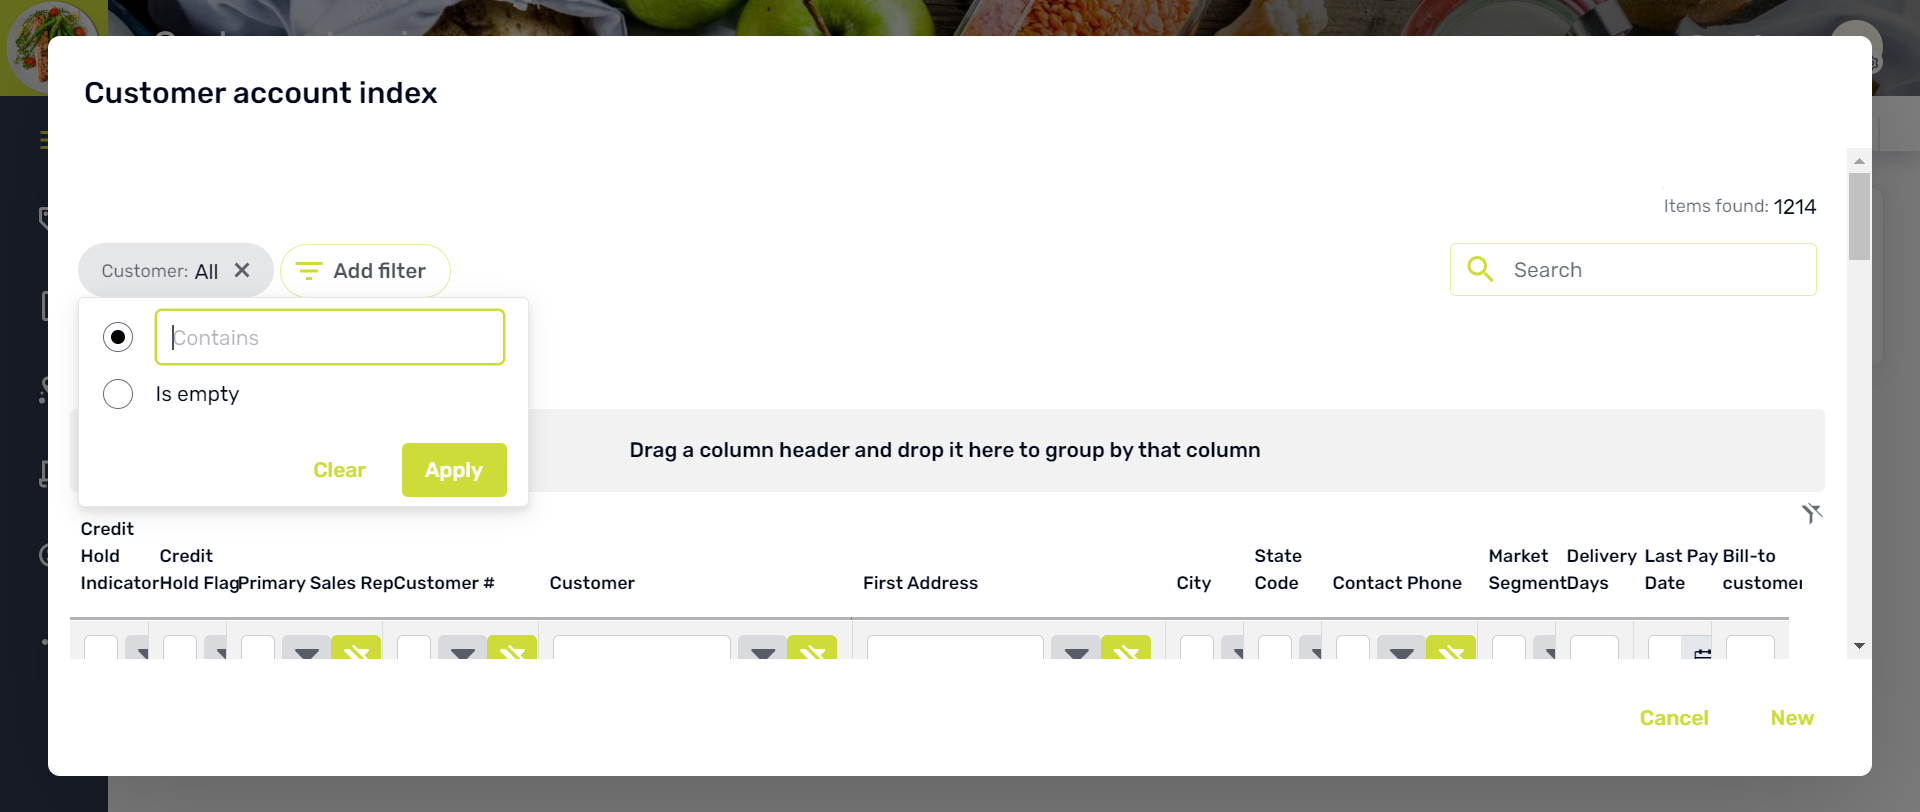 Customer account index
Items found: 1214
Customer: All
Add filter
Search
Contains
Is empty
Clear
Apply
Drag a column header and drop it here to group by that column
Credit Hold Indicator
Credit Hold Flag
Primary Sales Rep
Customer #
Customer
First Address
City
State Code
Contact Phone
Market Segment
Delivery Days
Last Pay Date
Bill-to customer
Cancel
New